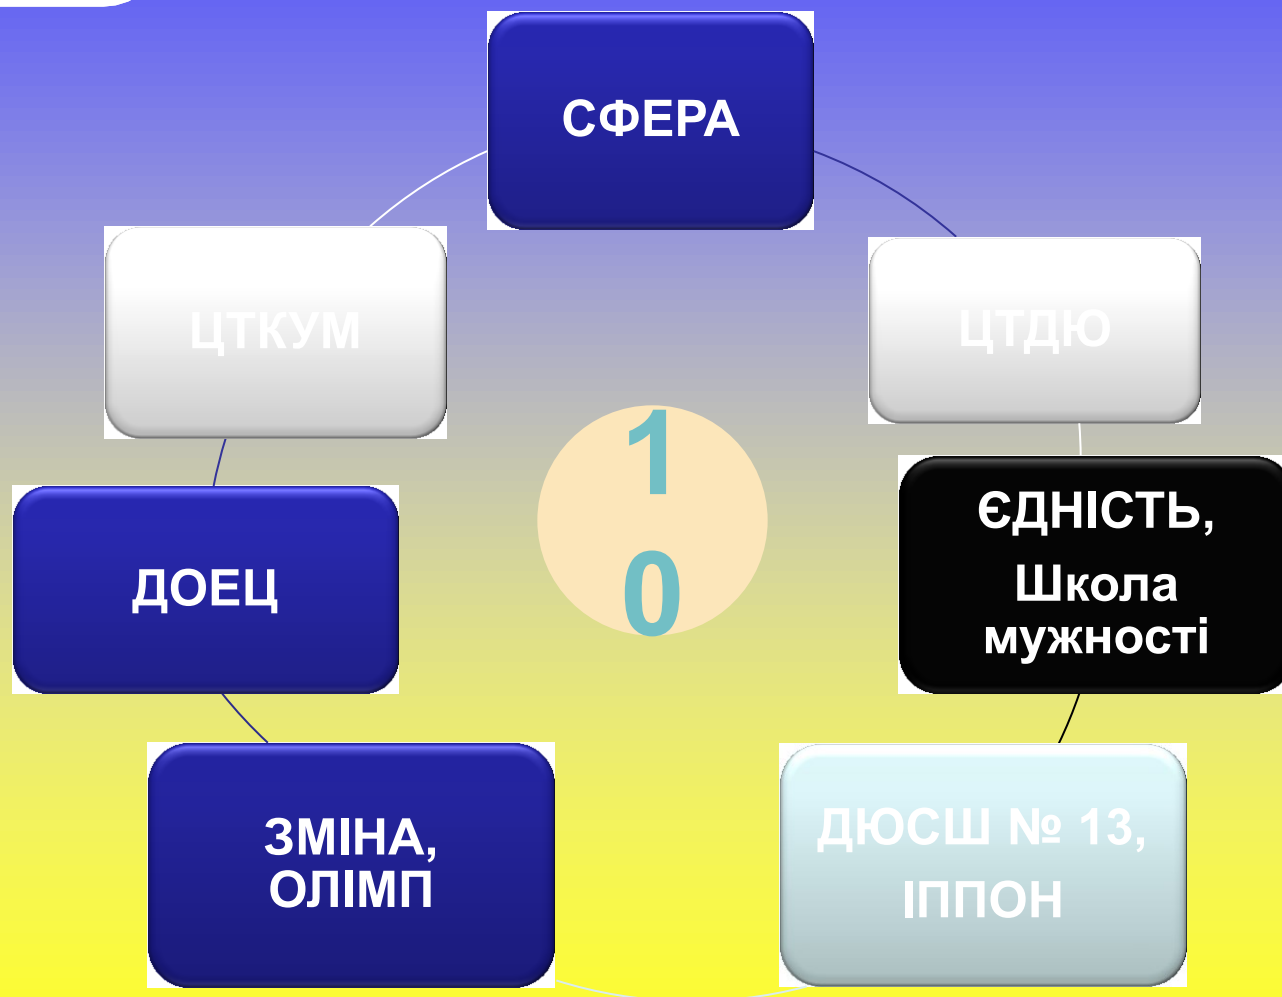 СФЕРА
ЦТКУМ
ЦТДЮ
1
0
ЄДНІСТЬ,
Школа
мужності
ДОЕЦ
ЗМІНА,
ОЛІМП
ДЮСШ № 13,
ІППОН